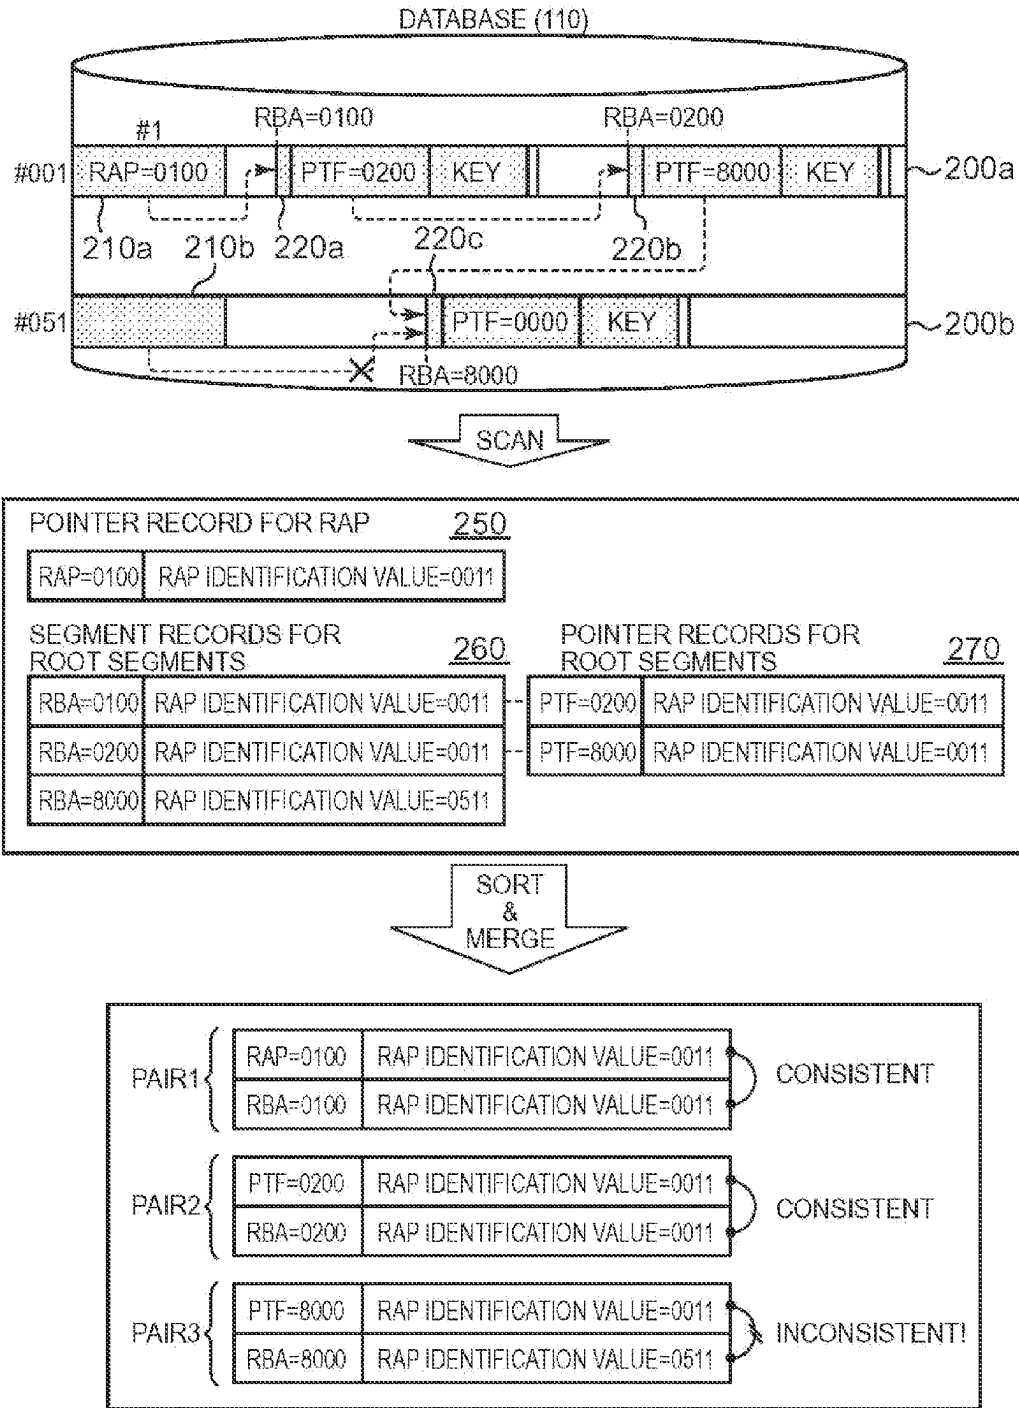 DATABASE (110)
RBA=0100 RBA=0200
#1
#001 RAP=0100 PTF=0200 KEY PTF=8000 KEY 200a
210a 210b 220a 220c 220b
#051 PTF=0000 KEY 200b
RBA=8000
SCAN
POINTER RECORD FOR RAP 250
RAP=0100 RAP IDENTIFICATION VALUE=0011
SEGMENT RECORDS FOR
ROOT SEGMENTS 260
POINTER RECORDS FOR
ROOT SEGMENTS 270
RBA=0100 RAP IDENTIFICATION VALUE=0011 PTF=0200 RAP IDENTIFICATION VALUE=0011
RBA=0200 RAP IDENTIFICATION VALUE=0011 PTF=8000 RAP IDENTIFICATION VALUE=0011
RBA=8000 RAP IDENTIFICATION VALUE=0511
SORT
&
MERGE
PAIR1
RAP=0100 RAP IDENTIFICATION VALUE=0011
RBA=0100 RAP IDENTIFICATION VALUE=0011
CONSISTENT
PAIR2
PTF=0200 RAP IDENTIFICATION VALUE=0011
RBA=0200 RAP IDENTIFICATION VALUE=0011
CONSISTENT
PAIR3
PTF=8000 RAP IDENTIFICATION VALUE=0011
RBA=8000 RAP IDENTIFICATION VALUE=0511
INCONSISTENT!